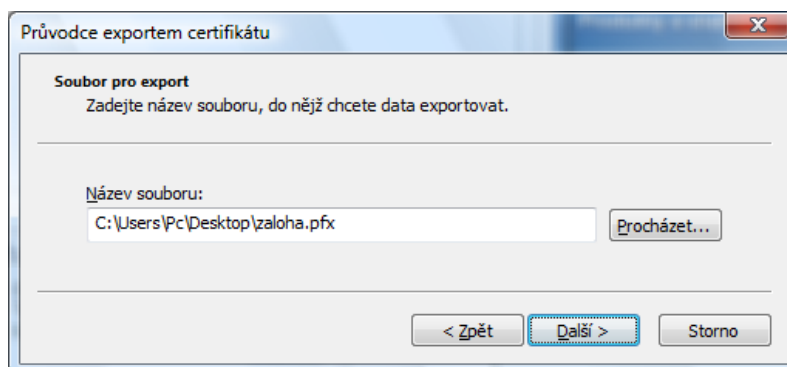 Průvodce exportem certifikátu
Soubor pro export
Zadejte název souboru, do nějž chcete data exportovat.
Název souboru:
C:\Users\Pc\Desktop\zaloha.pfx
Procházet...
< Zpět
Další >
Storno